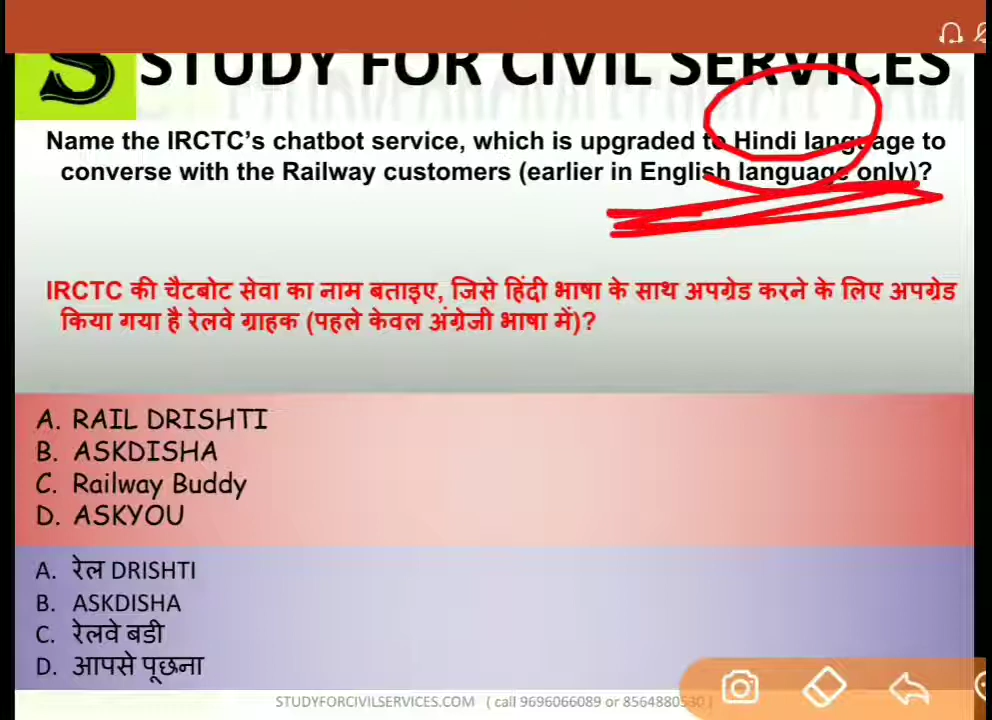 S STUDY FOR CIVIL SERVICES
Name the IRCTC's chatbot service, which is upgraded to Hindi language to
converse with the Railway customers (earlier in English language only)?
IRCTC की चैटबोट सेवा का नाम बताइए, जिसे हिंदी भाषा के साथ अपग्रेड करने के लिए अपग्रेड
किया गया है रेलवे ग्राहक (पहले केवल अंग्रेजी भाषा में)?
A. RAIL DRISHTI
B. ASKDISHA
C. Railway Buddy
D. ASKYOU
A. रेल DRISHTI
B. ASKDISHA
C. रेलवे बडी
D. आपसे पूछना
STUDYFORCIVILSERVICES.COM ( call 9696066089 or 8564880530 )